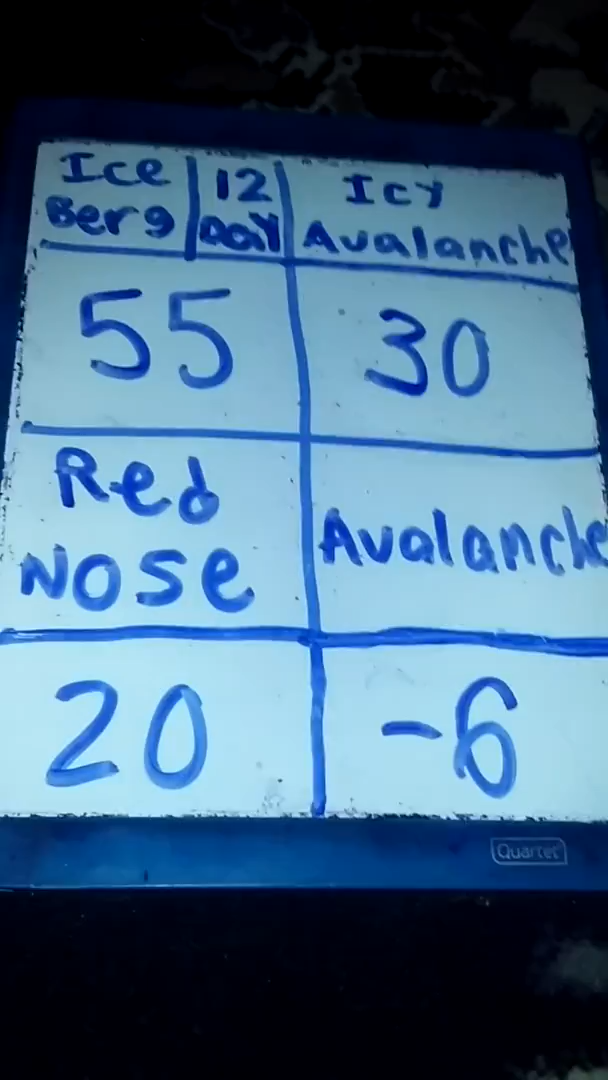 Ice
Berg
12
DaY
IcY
Avalanche
55
30
Red
Nose
Avalanche
20
-6
Quartet